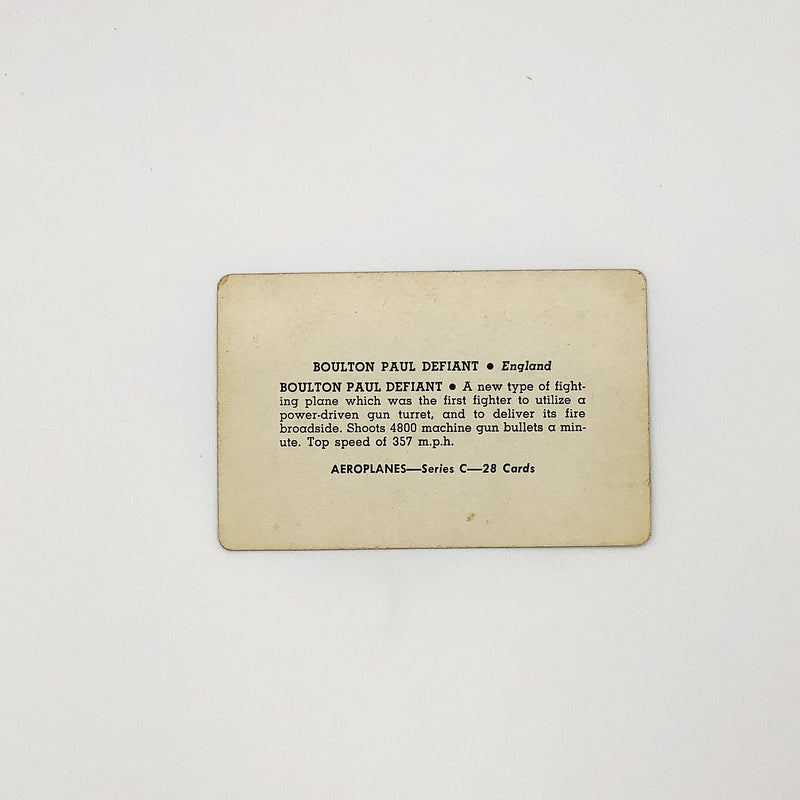 BOULTON PAUL DEFIANT ● England
BOULTON PAUL DEFIANT ● A new type of fight-
ing plane which was the first fighter to utilize a
power-driven gun turret, and to deliver its fire
broadside. Shoots 4800 machine gun bullets a min-
ute. Top speed of 357 m.p.h.
AEROPLANES—Series C—28 Cards